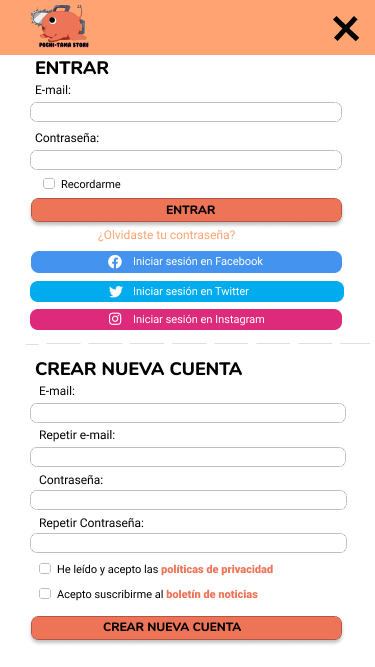 POCHI-TAMA STORE
ENTRAR
E-mail:
Contraseña:
Recordarme
ENTRAR
¿Olvidaste tu contraseña?
Iniciar sesión en Facebook
Iniciar sesión en Twitter
Iniciar sesión en Instagram
CREAR NUEVA CUENTA
E-mail:
Repetir e-mail:
Contraseña:
Repetir Contraseña:
He leído y acepto las políticas de privacidad
Acepto suscribirme al boletín de noticias
CREAR NUEVA CUENTA